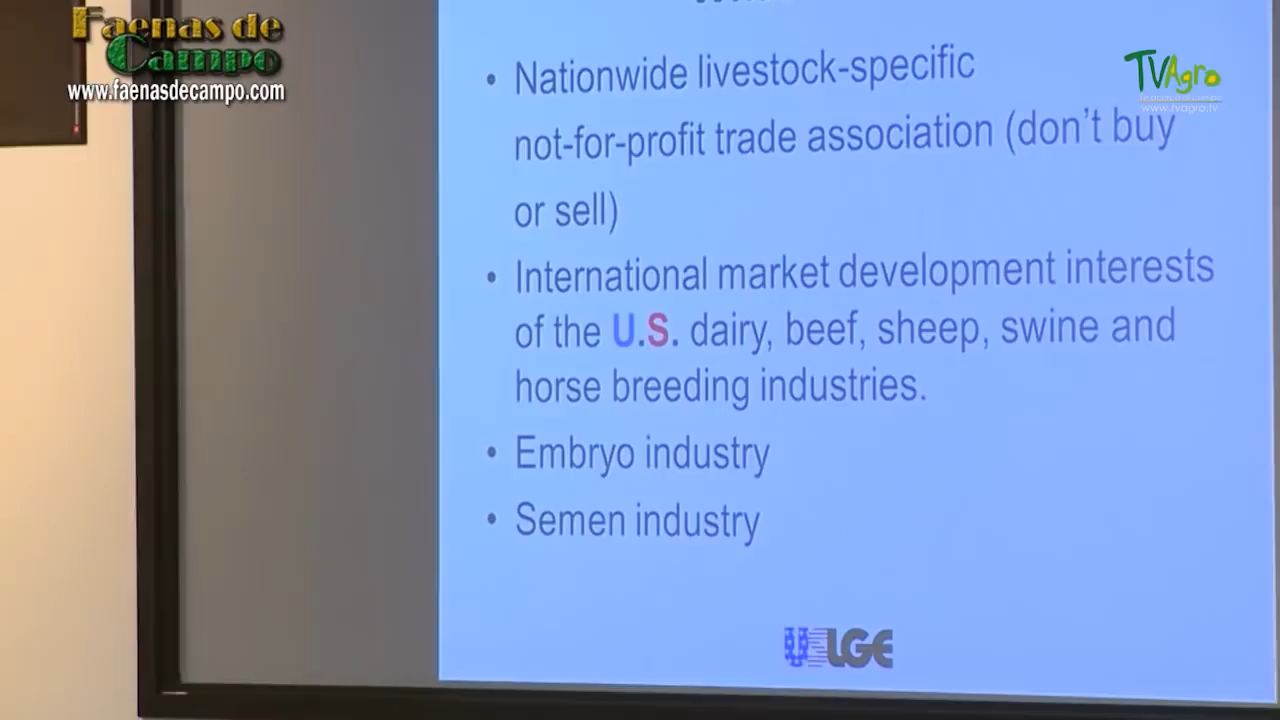 Faenas de
Campo
www.faenasdecampo.com
TVAgro
www.tvagro.tv
• Nationwide livestock-specific
not-for-profit trade association (don't buy
or sell)
• International market development interests
of the U.S. dairy, beef, sheep, swine and
horse breeding industries.
• Embryo industry
• Semen industry
LGE